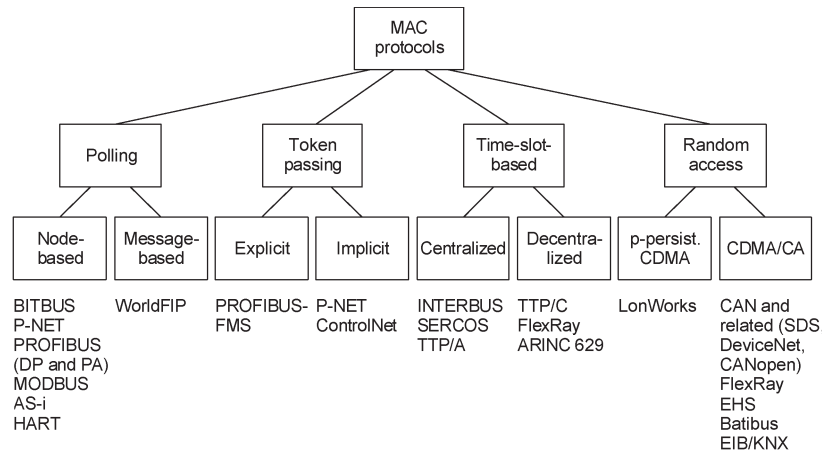 MAC
protocols
Polling
Token
passing
Time-slot-
based
Random
access
Node-
based
Message-
based
Explicit
Implicit
Centralized
Decentra-
lized
p-persist.
CDMA
CDMA/CA
BITBUS
P-NET
PROFIBUS
(DP and PA)
MODBUS
AS-i
HART
WorldFIP
PROFIBUS-
FMS
P-NET
ControlNet
INTERBUS
SERCOS
TTP/A
TTP/C
FlexRay
ARINC 629
LonWorks
CAN and
related (SDS
DeviceNet,
CANopen)
FlexRay
EHS
Batibus
EIB/KNX